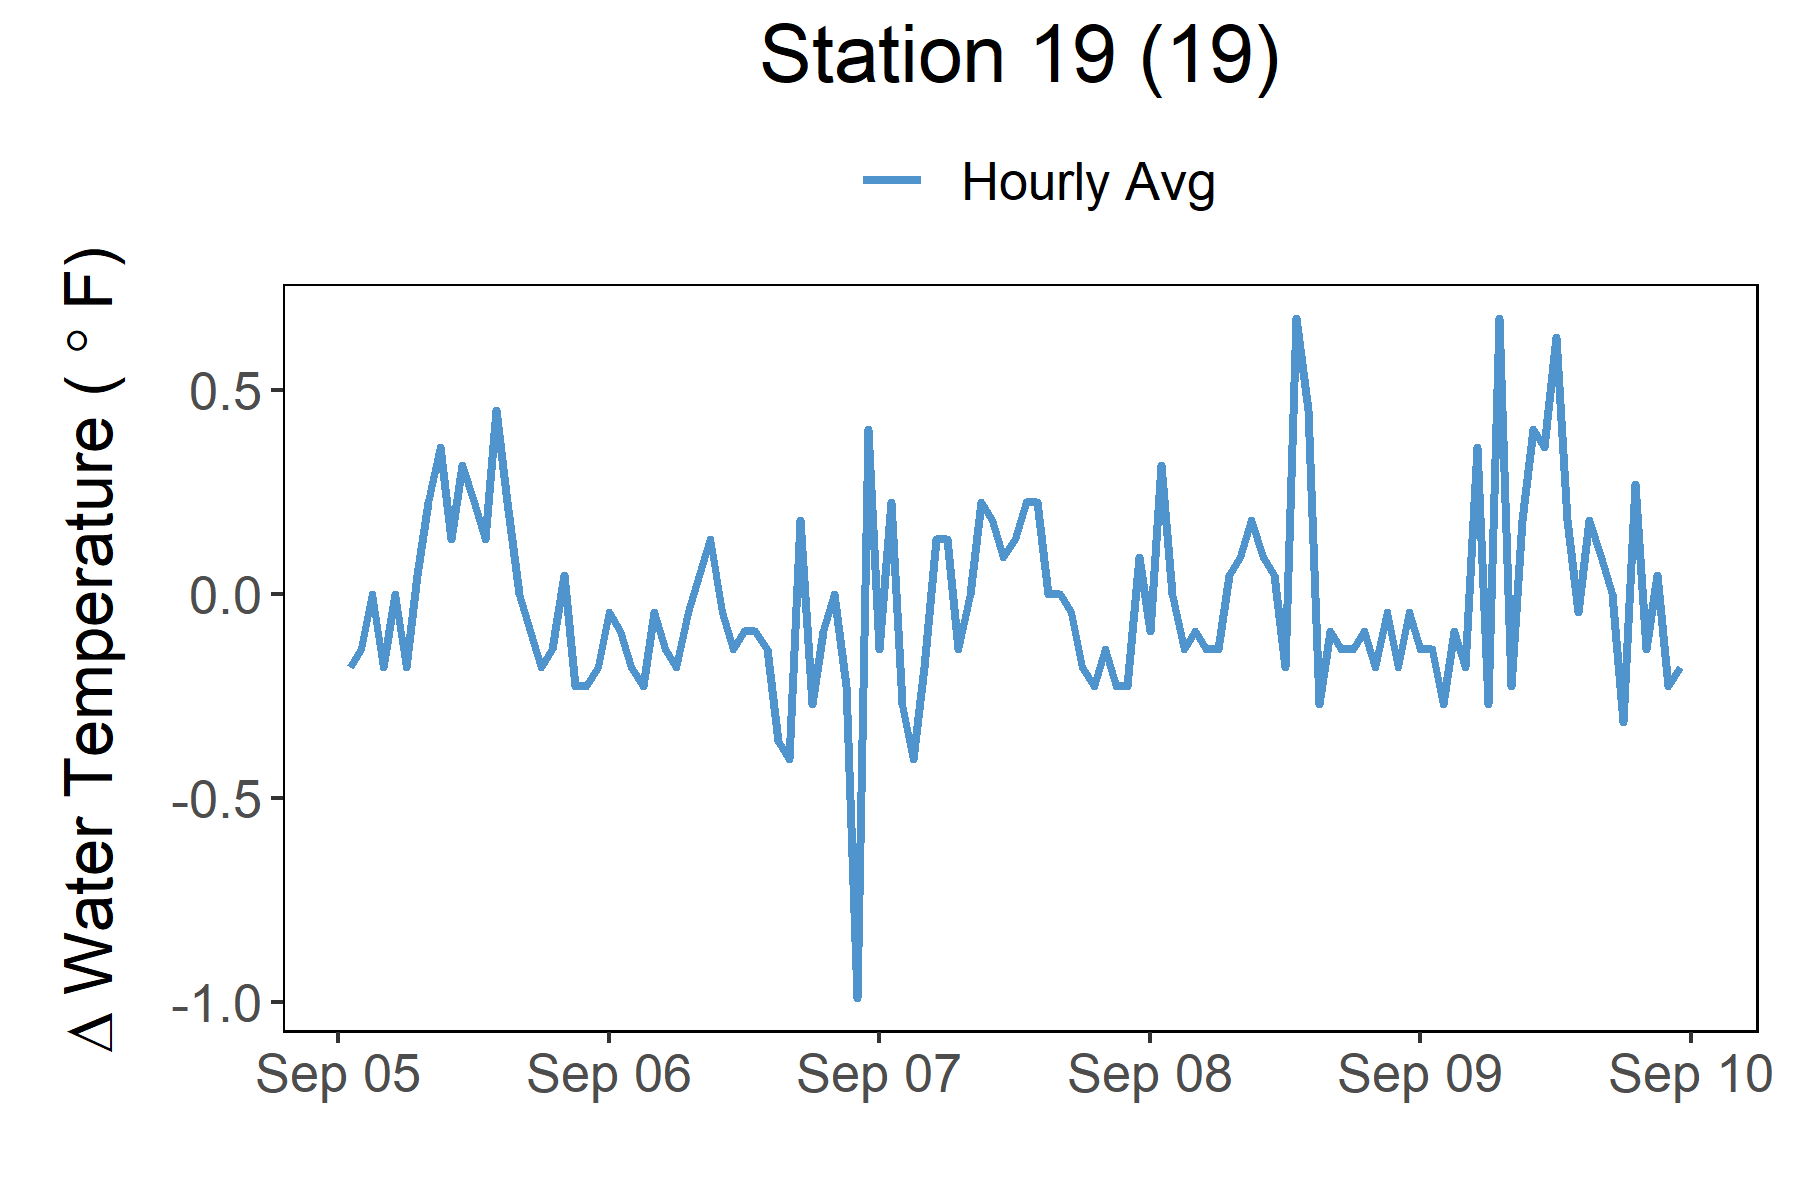 Station 19 (19)
Hourly Avg
Δ Water Temperature ( ° F)
0.5
0.0
-0.5
-1.0
Sep 05 Sep 06 Sep 07 Sep 08 Sep 09 Sep 10